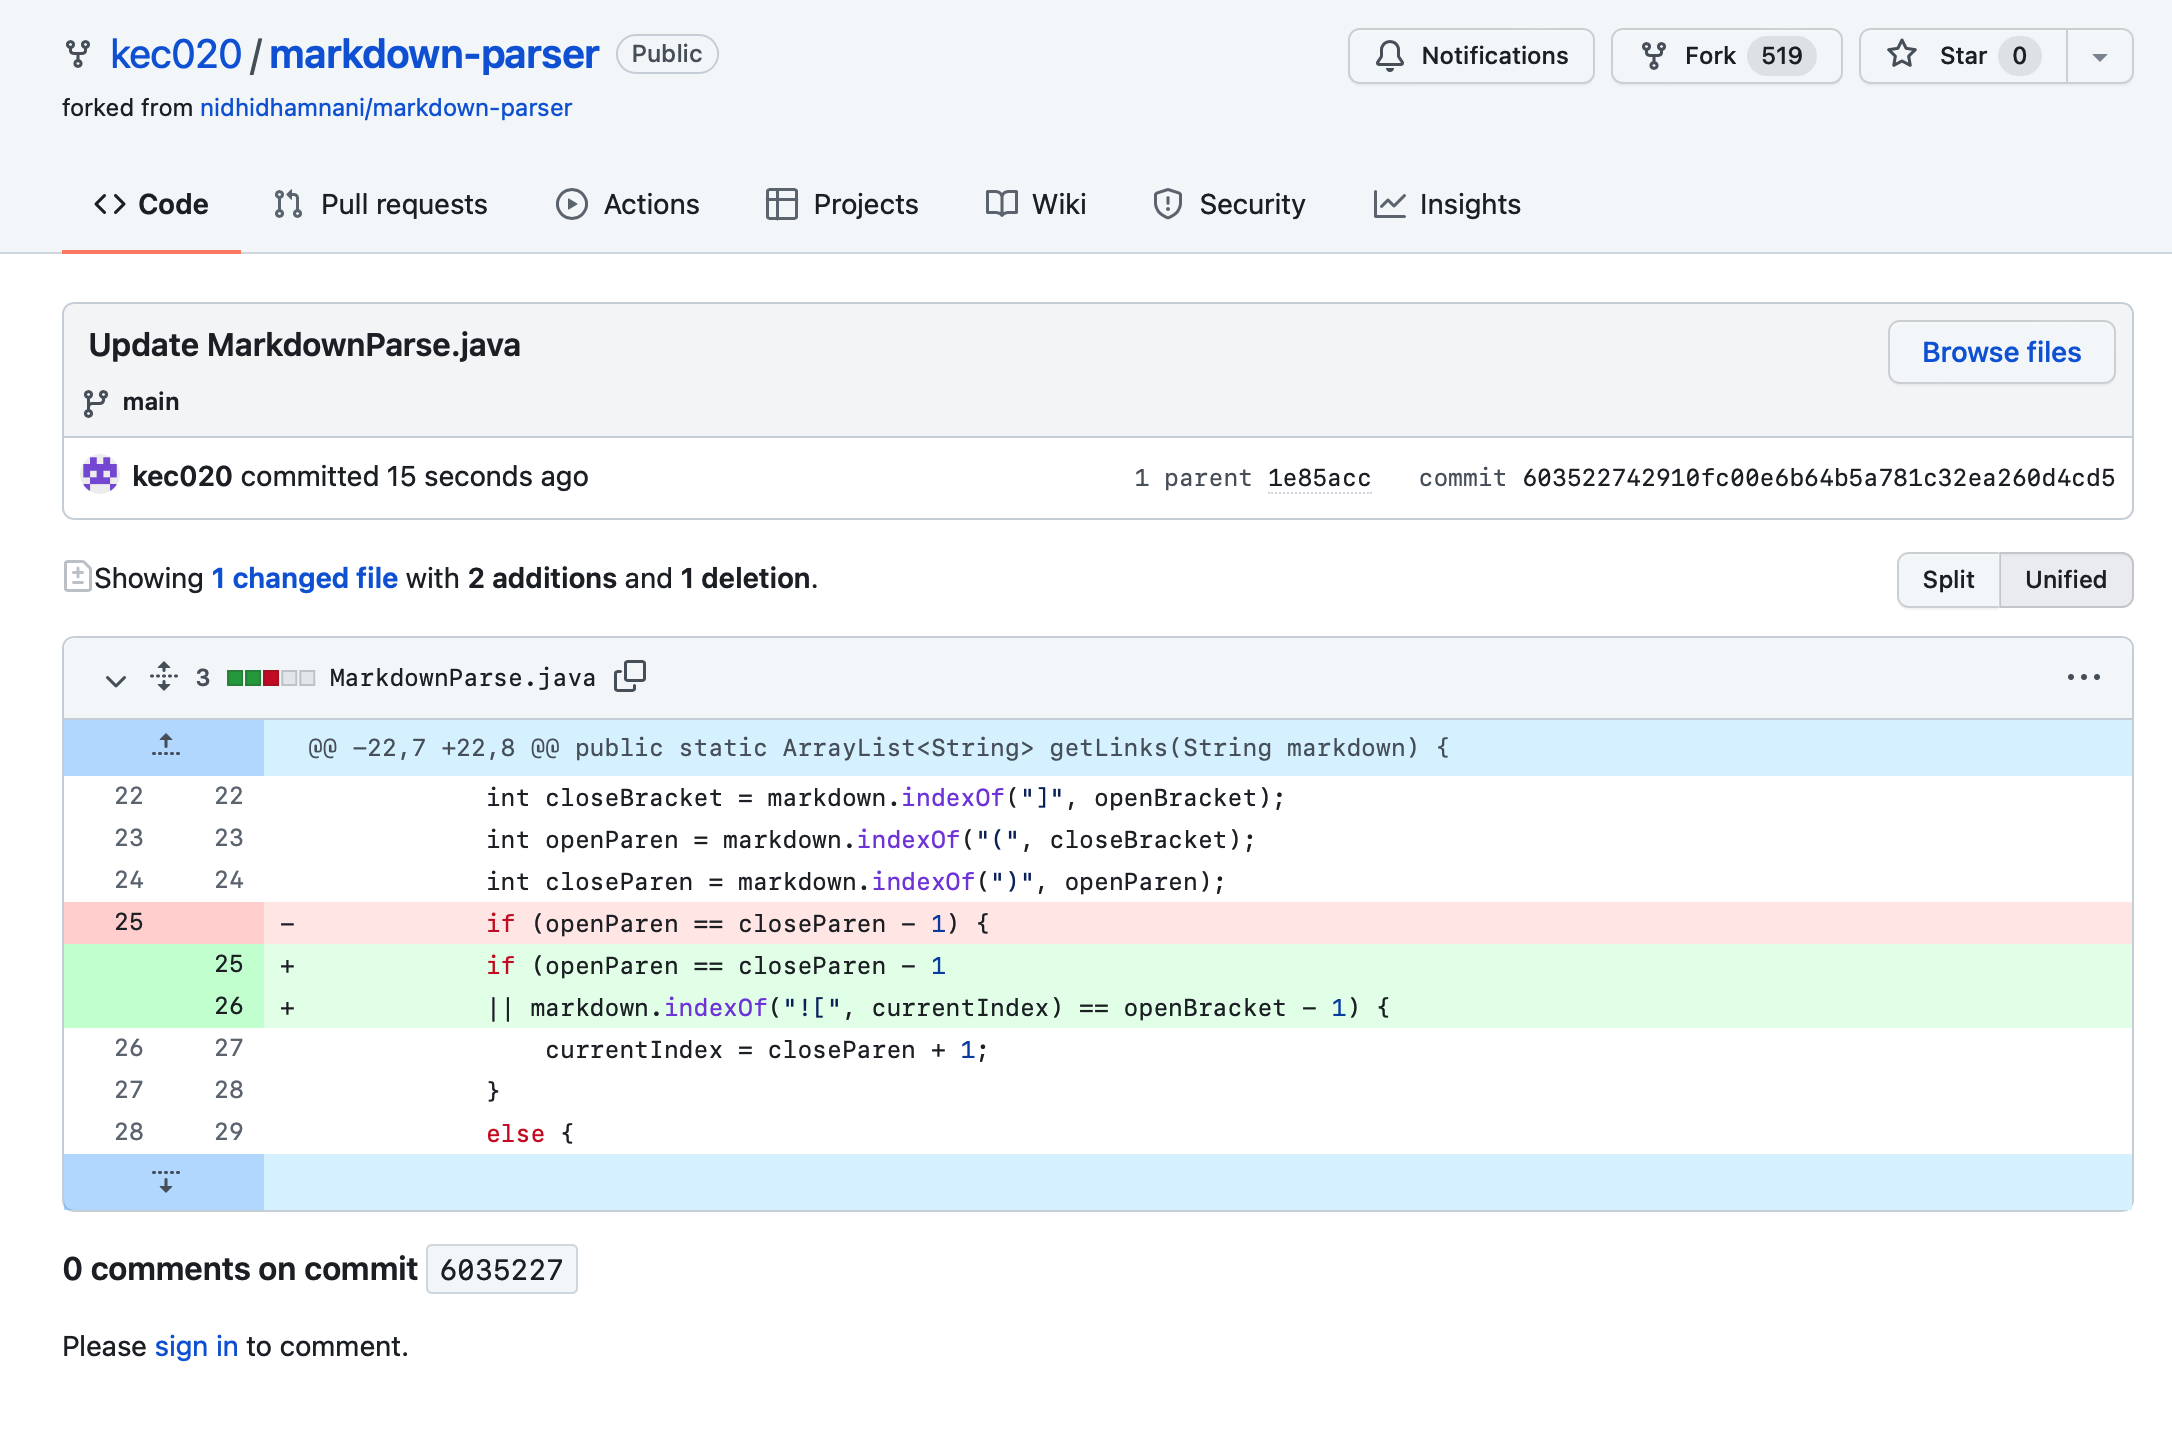 kec020 / markdown-parser Public
Notifications Fork 519 Star 0
forked from nidhidhamnani/markdown-parser
Code Pull requests Actions Projects Wiki Security Insights
Update MarkdownParse.java
Browse files
main
kec020 committed 15 seconds ago 1 parent 1e85acc commit 603522742910fc00e6b64b5a781c32ea260d4cd5
Showing 1 changed file with 2 additions and 1 deletion.
Split Unified
3 MarkdownParse.java
@@ -22,7 +22,8 @@ public static ArrayList<String> getLinks(String markdown) {
22 22 int closeBracket = markdown.indexOf("]", openBracket);
23 23 int openParen = markdown.indexOf("(", closeBracket);
24 24 int closeParen = markdown.indexOf(")", openParen);
25 - if (openParen == closeParen - 1) {
25 + if (openParen == closeParen - 1
26 + || markdown.indexOf("![", currentIndex) == openBracket - 1) {
26 27 currentIndex = closeParen + 1;
27 28 }
28 29 else {
0 comments on commit 6035227
Please sign in to comment.